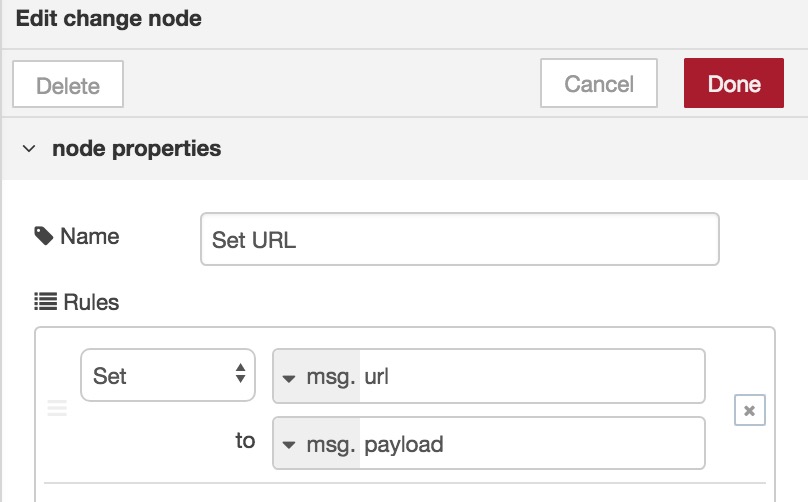 Edit change node
Delete Cancel Done
node properties
Name Set URL
Rules
Set msg. url
to msg. payload